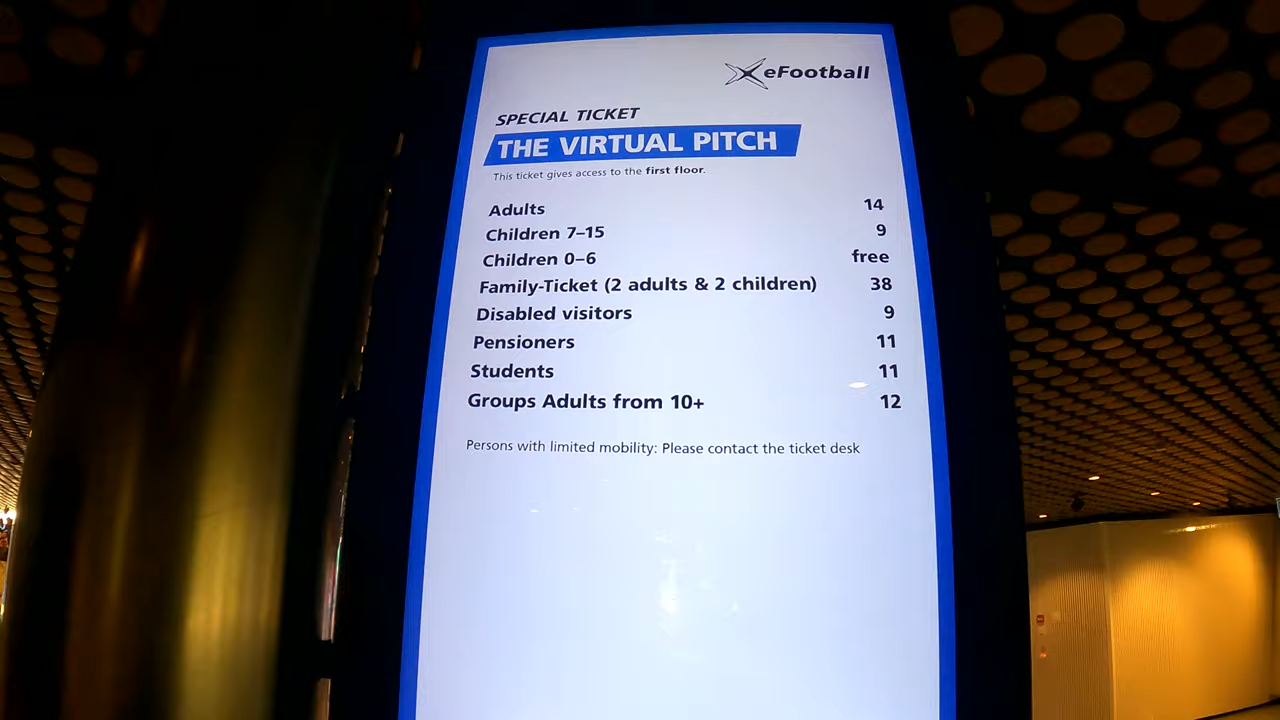 eFootball
SPECIAL TICKET
THE VIRTUAL PITCH
This ticket gives access to the first floor.
Adults 14
Children 7–15 9
Children 0–6 free
Family-Ticket (2 adults & 2 children) 38
Disabled visitors 9
Pensioners 11
Students 11
Groups Adults from 10+ 12
Persons with limited mobility: Please contact the ticket desk